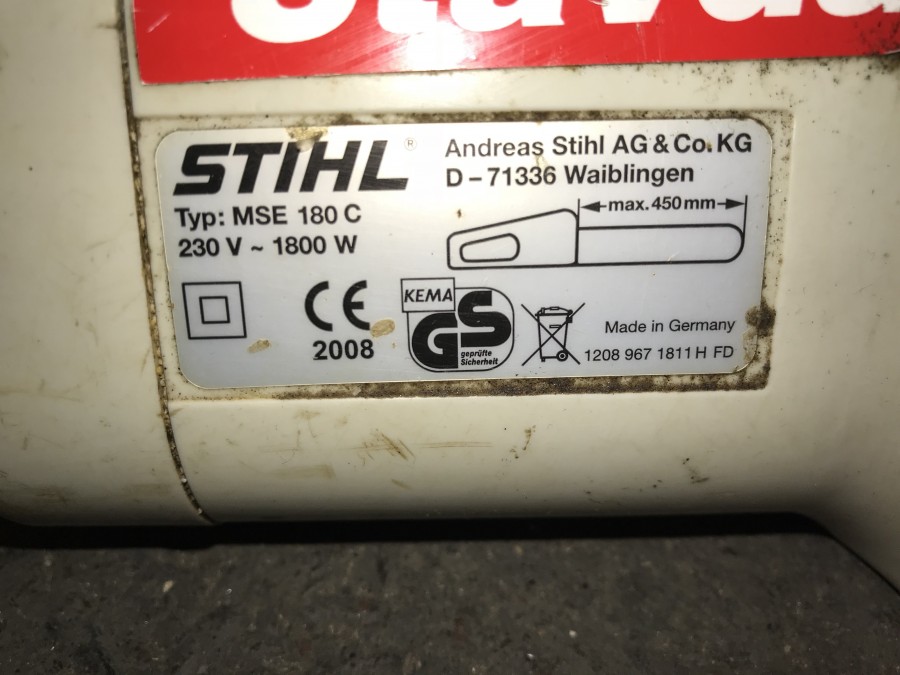 STIHL®
Typ: MSE 180 C
230 V ~ 1800 W
Andreas Stihl AG & Co. KG
D – 71336 Waiblingen
max. 450 mm
CE
2008
KEMA
GS
geprüfte
Sicherheit
Made in Germany
1208 967 1811 H FD